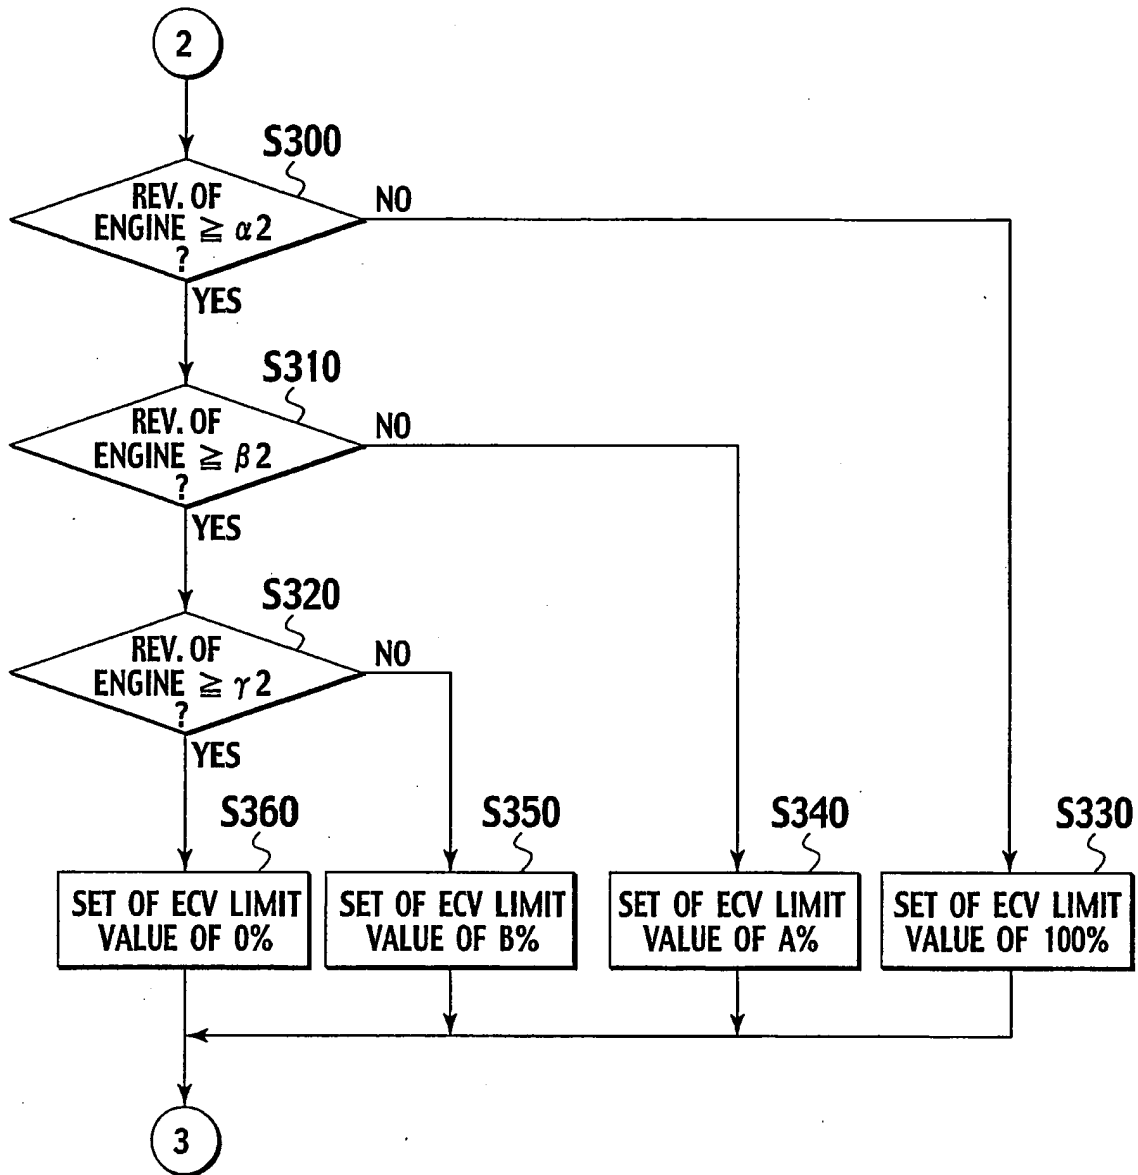 2
S300
REV. OF
ENGINE ≧ α2
?
NO
YES
S310
REV. OF
ENGINE ≧ β2
?
NO
YES
S320
REV. OF
ENGINE ≧ γ2
?
NO
YES
S360
SET OF ECV LIMIT
VALUE OF 0%
S350
SET OF ECV LIMIT
VALUE OF B%
S340
SET OF ECV LIMIT
VALUE OF A%
S330
SET OF ECV LIMIT
VALUE OF 100%
3